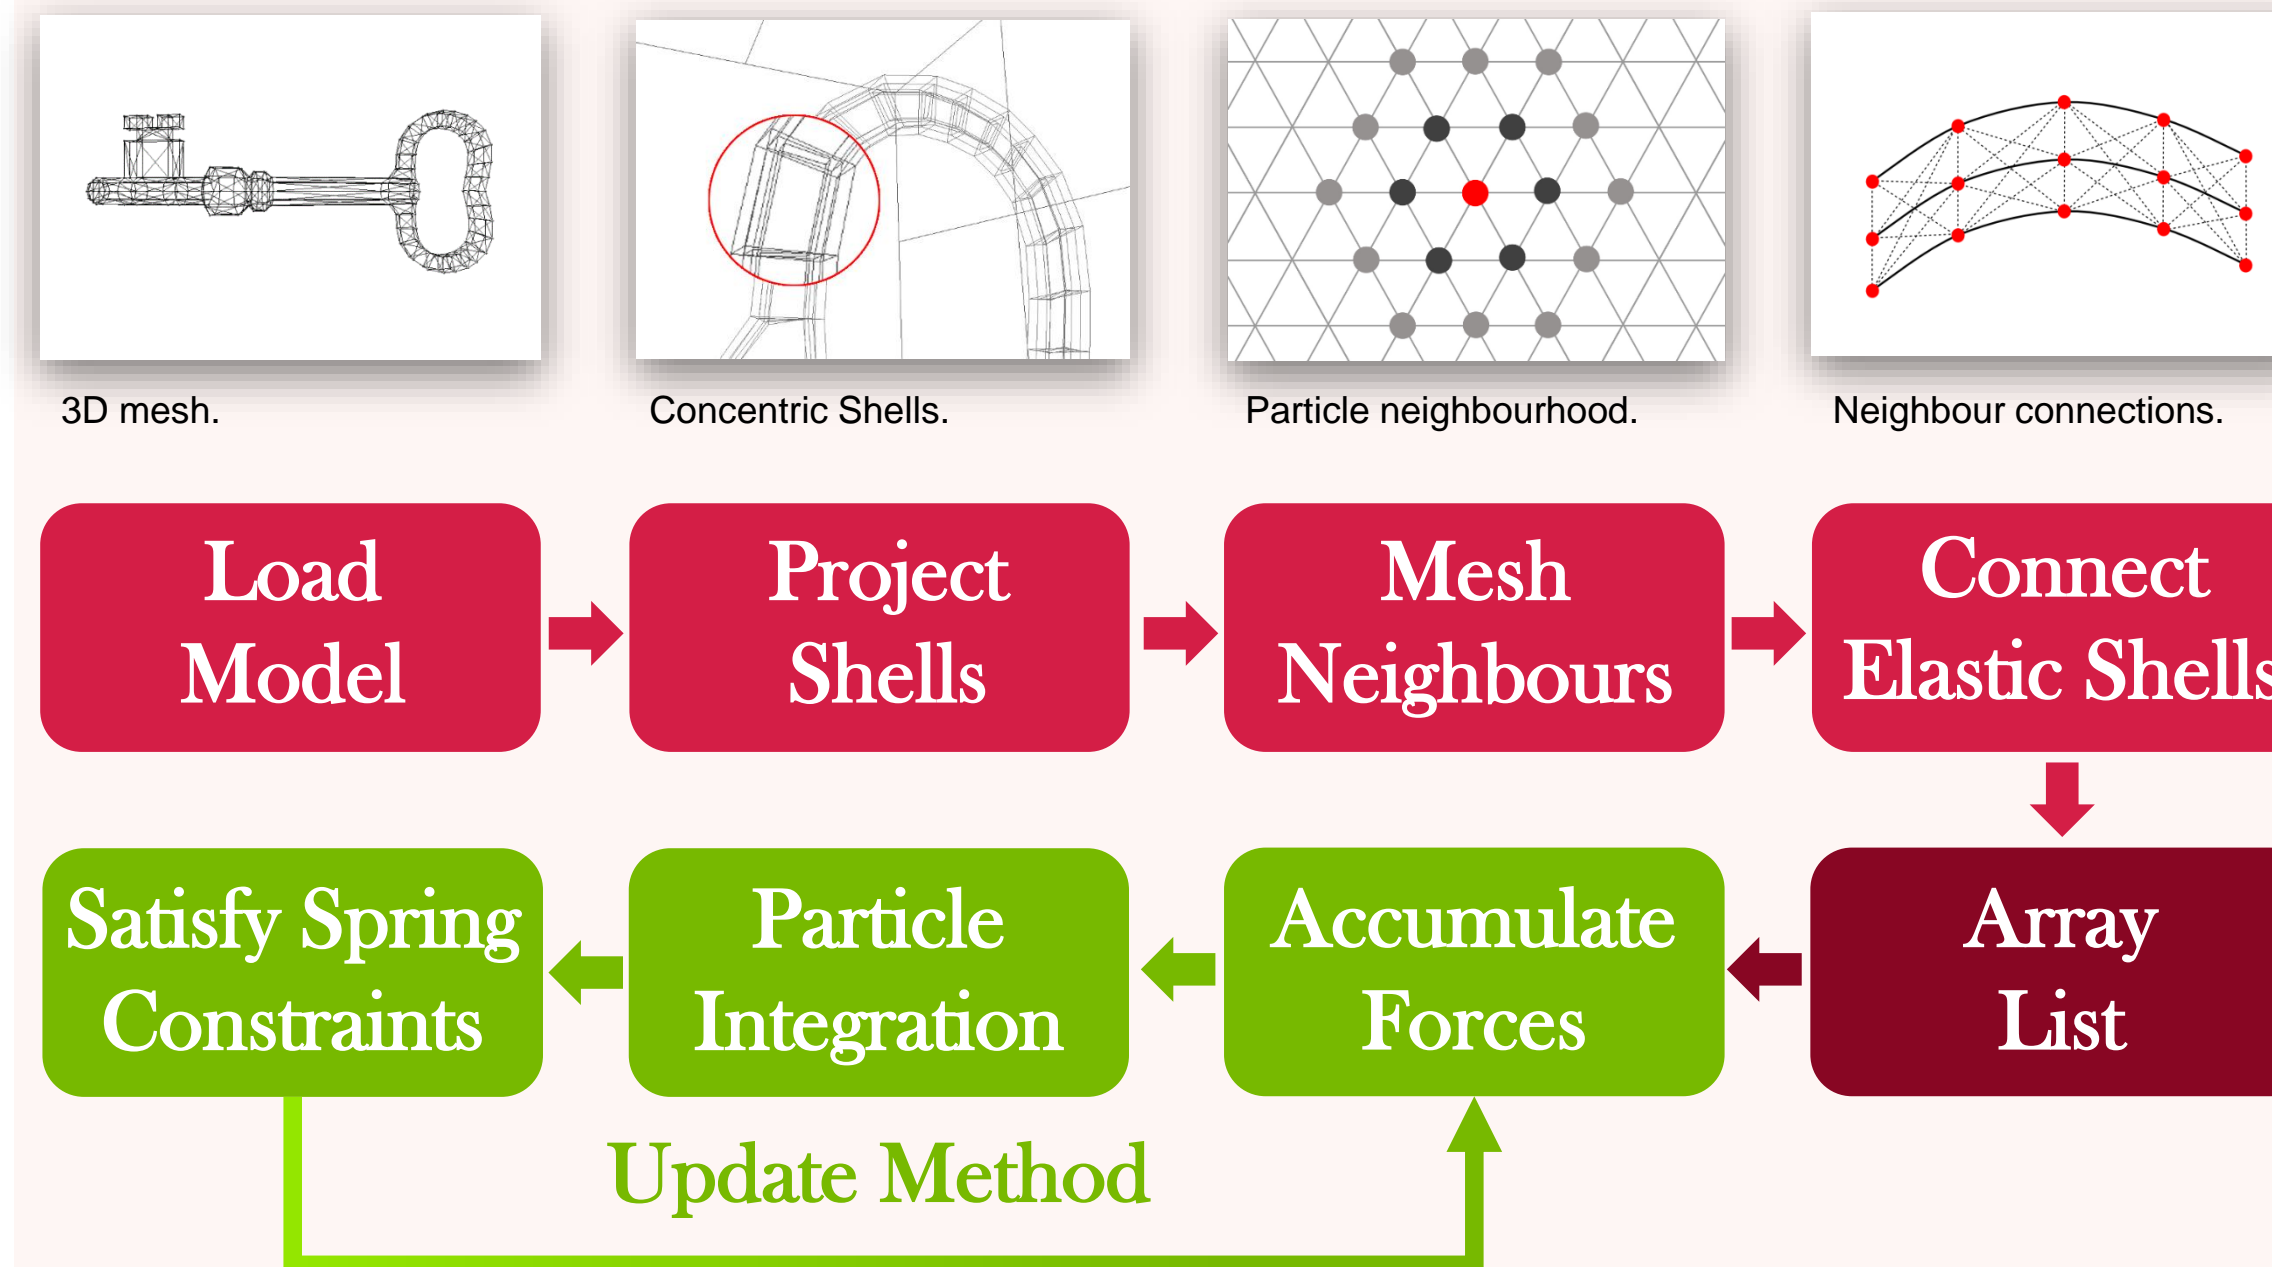 3D mesh.
Concentric Shells.
Particle neighbourhood.
Neighbour connections.
Load
Model
Project
Shells
Mesh
Neighbours
Connect
Elastic Shells
Satisfy Spring
Constraints
Particle
Integration
Accumulate
Forces
Array
List
Update Method